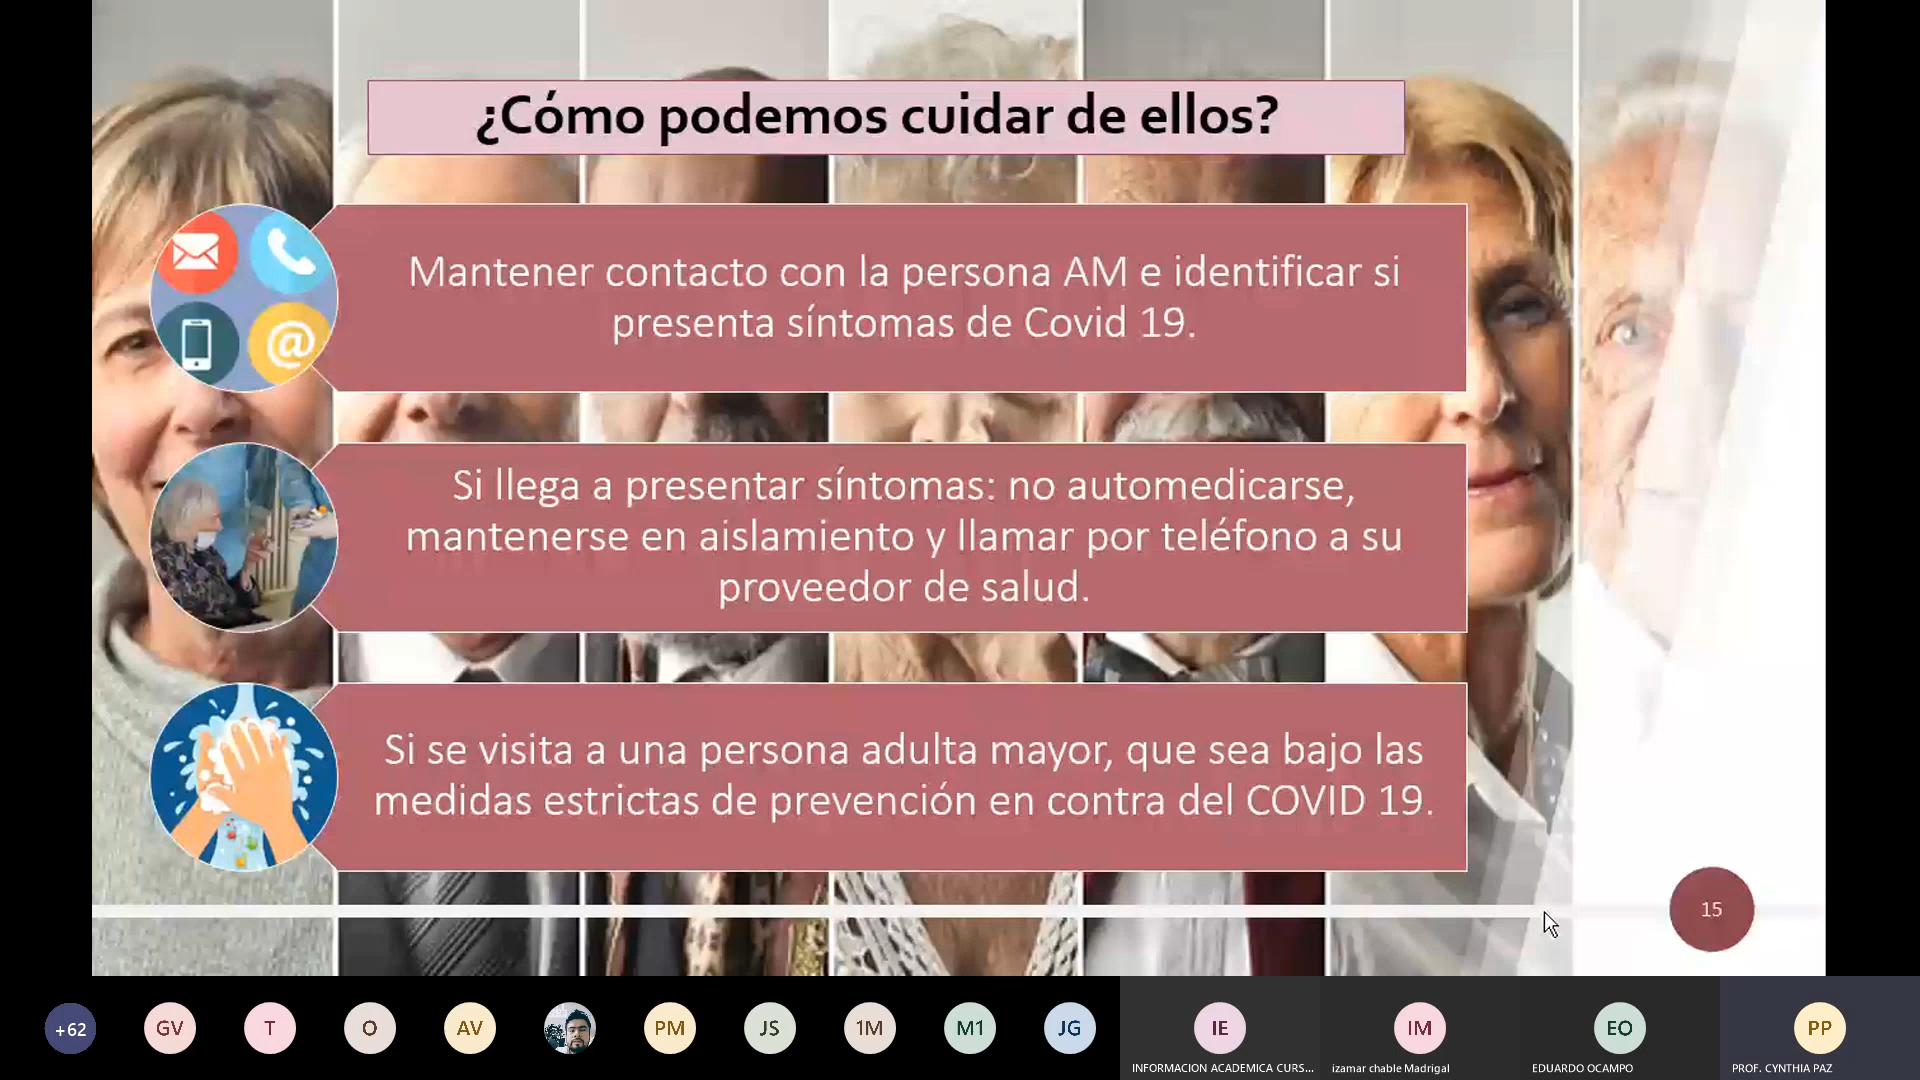 ¿Cómo podemos cuidar de ellos?
Mantener contacto con la persona AM e identificar si
presenta síntomas de Covid 19.
@
Si llega a presentar síntomas: no automedicarse,
mantenerse en aislamiento y llamar por teléfono a su
proveedor de salud.
Si se visita a una persona adulta mayor, que sea bajo las
medidas estrictas de prevención en contra del COVID 19.
15
+62
GV
T
O
AV
PM
JS
1M
M1
JG
IE
IM
EO
PP
INFORMACION ACADEMICA CURS...
izamar chable Madrigal
EDUARDO OCAMPO
PROF. CYNTHIA PAZ